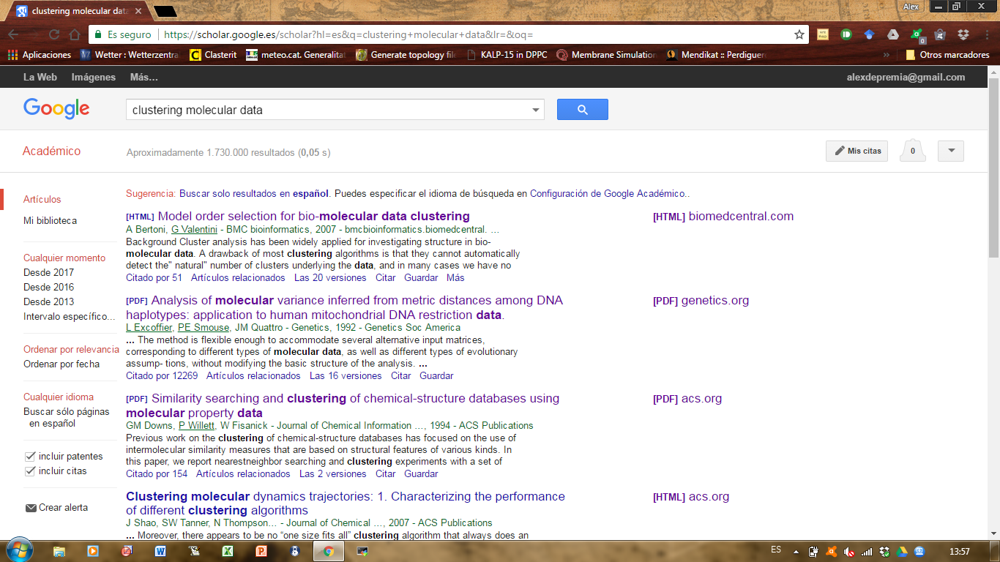 clustering molecular data
Alex
Es seguro
https://scholar.google.es/scholar?hl=es&q=clustering+molecular+data&lr=&oq=
0
Aplicaciones
Wetter : Wetterzentra
Clasterit
meteo.cat. Generalitat
Generate topology file
KALP-15 in DPPC
Membrane Simulation
Mendikat :: Perdiguer
»
Otros marcadores
La Web Imágenes Más...
alexdepremia@gmail.com
Google
clustering molecular data
Académico
Aproximadamente 1.730.000 resultados (0,05 s)
Mis citas
0
Artículos
Mi biblioteca
Cualquier momento
Desde 2017
Desde 2016
Desde 2013
Intervalo específico...
Ordenar por relevancia
Ordenar por fecha
Cualquier idioma
Buscar sólo páginas
en español
incluir patentes
incluir citas
Crear alerta
Sugerencia: Buscar solo resultados en español. Puedes especificar el idioma de búsqueda en Configuración de Google Académico..
[HTML] Model order selection for bio-molecular data clustering
[HTML] biomedcentral.com
A Bertoni, G Valentini - BMC bioinformatics, 2007 - bmcbioinformatics.biomedcentral. ...
Background Cluster analysis has been widely applied for investigating structure in bio-
molecular data. A drawback of most clustering algorithms is that they cannot automatically
detect the" natural" number of clusters underlying the data, and in many cases we have no
Citado por 51 Artículos relacionados Las 20 versiones Citar Guardar Más
[PDF] Analysis of molecular variance inferred from metric distances among DNA
haplotypes: application to human mitochondrial DNA restriction data.
[PDF] genetics.org
L Excoffier, PE Smouse, JM Quattro - Genetics, 1992 - Genetics Soc America
... The method is flexible enough to accommodate several alternative input matrices,
corresponding to different types of molecular data, as well as different types of evolutionary
assump- tions, without modifying the basic structure of the analysis. ...
Citado por 12269 Artículos relacionados Las 16 versiones Citar Guardar
[PDF] Similarity searching and clustering of chemical-structure databases using
molecular property data
[PDF] acs.org
GM Downs, P Willett, W Fisanick - Journal of Chemical Information ..., 1994 - ACS Publications
Previous work on the clustering of chemical-structure databases has focused on the use of
intermolecular similarity measures that are based on structural features of various kinds. In
this paper, we report nearestneighbor searching and clustering experiments with a set of
Citado por 154 Artículos relacionados Las 2 versiones Citar Guardar
Clustering molecular dynamics trajectories: 1. Characterizing the performance
of different clustering algorithms
[HTML] acs.org
J Shao, SW Tanner, N Thompson... - Journal of Chemical ..., 2007 - ACS Publications
... Moreover, there appears to be no “one size fits all” clustering algorithm that always does an
ES
13:57